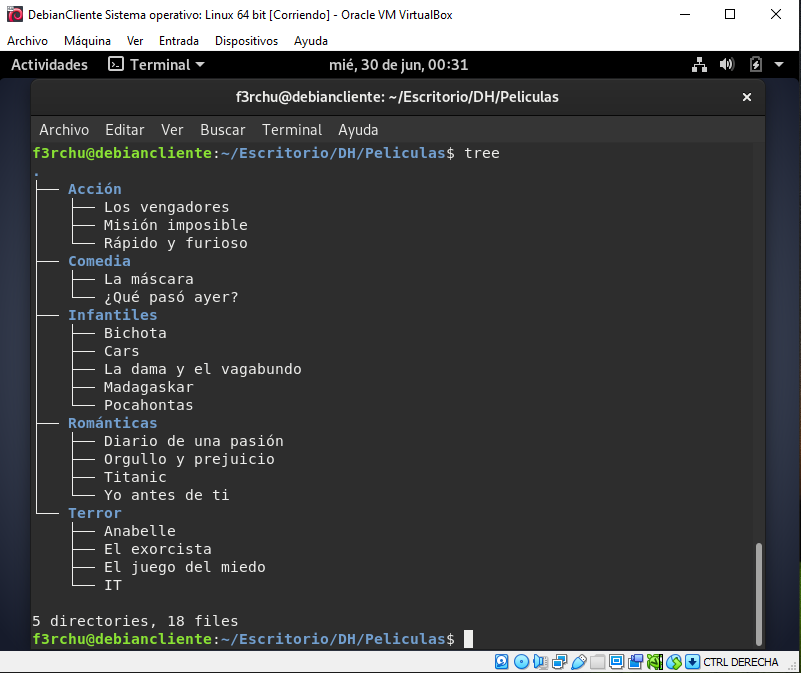 DebianCliente Sistema operativo: Linux 64 bit [Corriendo] - Oracle VM VirtualBox
Archivo Máquina Ver Entrada Dispositivos Ayuda
Actividades Terminal mié, 30 de jun, 00:31
f3rchu@debiancliente: ~/Escritorio/DH/Peliculas
Archivo Editar Ver Buscar Terminal Ayuda
f3rchu@debiancliente:~/Escritorio/DH/Peliculas$ tree
.
├── Acción
│   ├── Los vengadores
│   ├── Misión imposible
│   └── Rápido y furioso
├── Comedia
│   ├── La máscara
│   └── ¿Qué pasó ayer?
├── Infantiles
│   ├── Bichota
│   ├── Cars
│   ├── La dama y el vagabundo
│   ├── Madagaskar
│   └── Pocahontas
├── Románticas
│   ├── Diario de una pasión
│   ├── Orgullo y prejuicio
│   ├── Titanic
│   └── Yo antes de ti
└── Terror
    ├── Anabelle
    ├── El exorcista
    ├── El juego del miedo
    └── IT
5 directories, 18 files
f3rchu@debiancliente:~/Escritorio/DH/Peliculas$
CTRL DERECHA